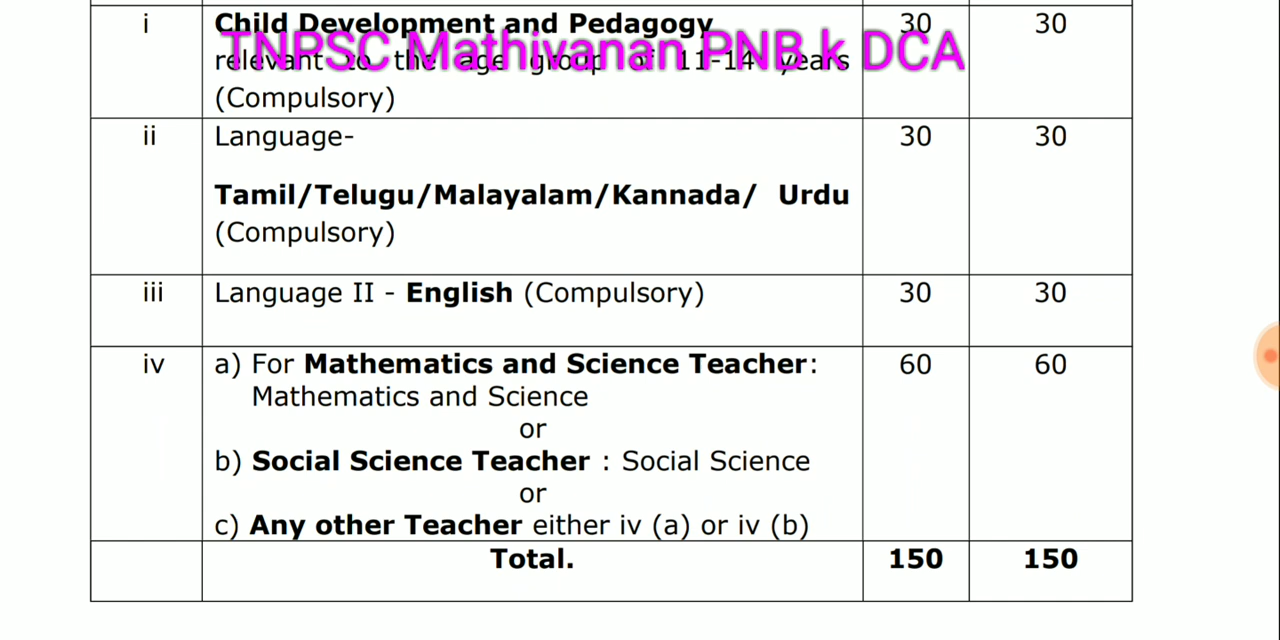 i Child Development and Pedagogy 30 30
TNPSC Mathivanan PNB k DCA
relevant to the age group of 11-14 years
(Compulsory)
ii Language- 30 30
Tamil/Telugu/Malayalam/Kannada/ Urdu
(Compulsory)
iii Language II - English (Compulsory) 30 30
iv a) For Mathematics and Science Teacher: 60 60
Mathematics and Science
or
b) Social Science Teacher : Social Science
or
c) Any other Teacher either iv (a) or iv (b)
Total. 150 150